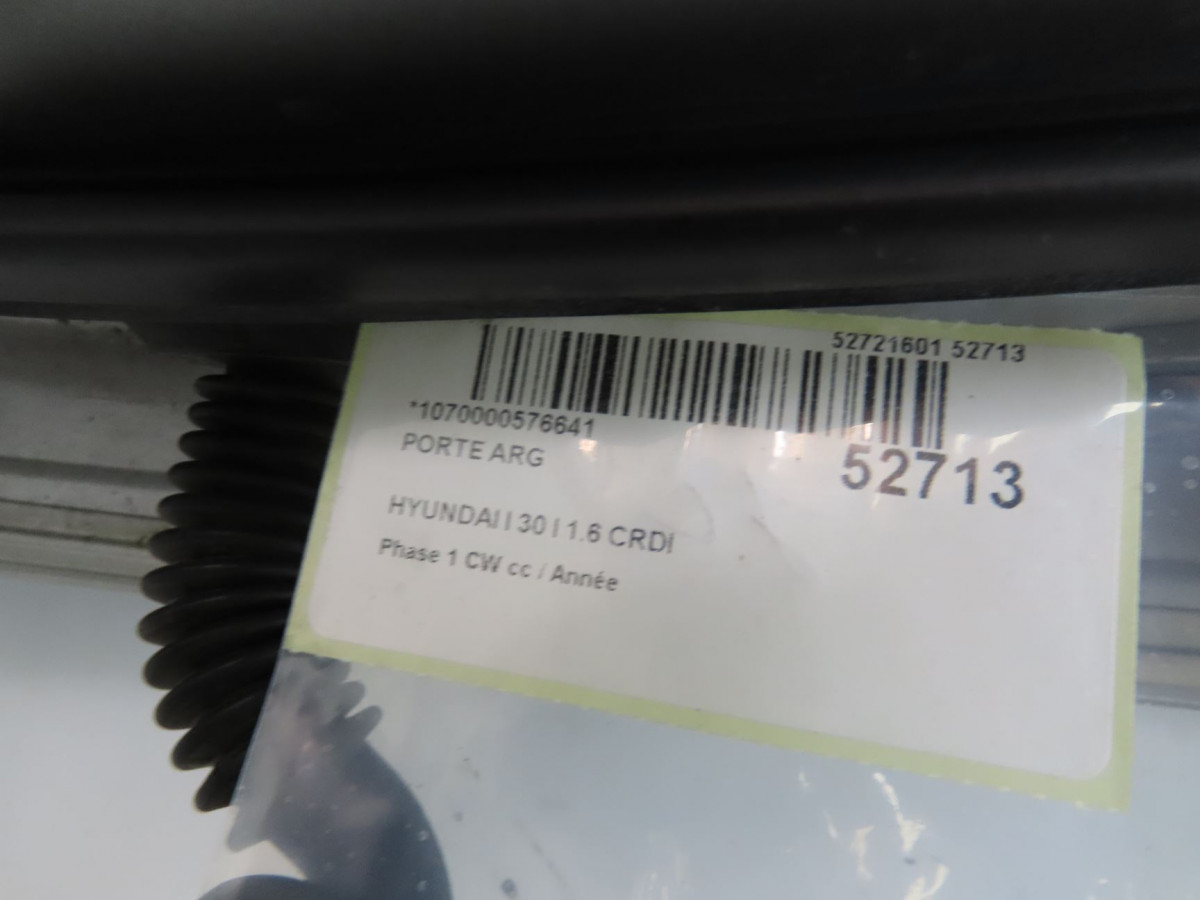 52721601 52713
*1070000576641
52713
PORTE ARG
HYUNDAI I 30 I 1.6 CRDI
Phase 1 CW cc / Année